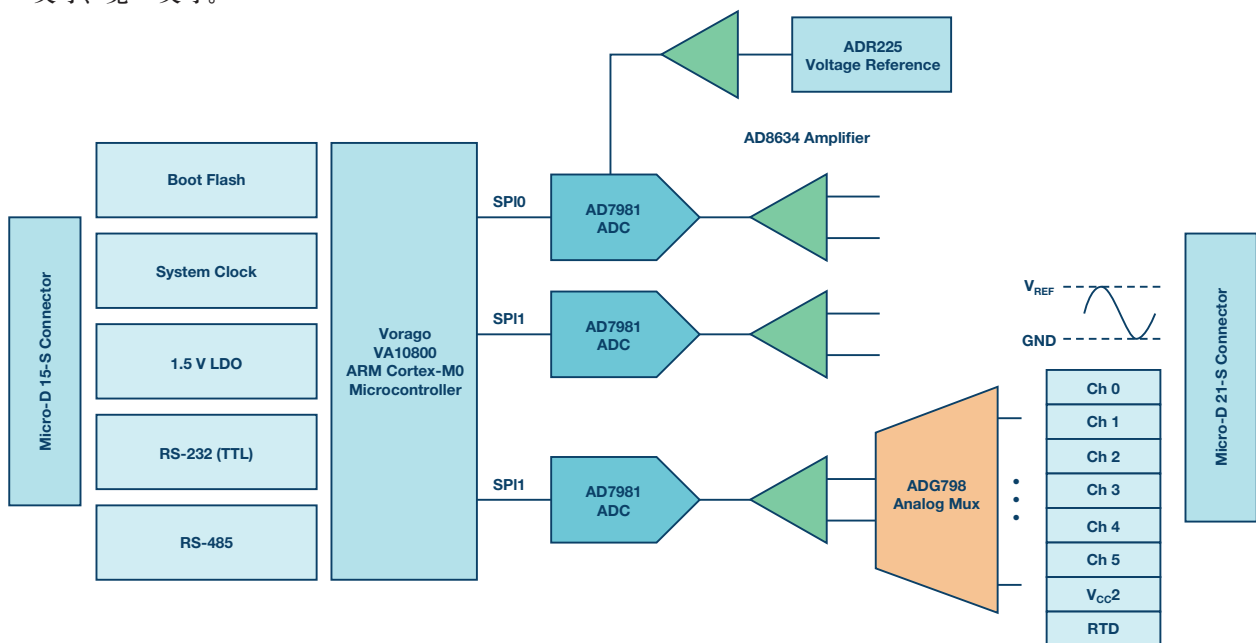 ADR225
Voltage Reference
AD8634 Amplifier
Boot Flash
System Clock
1.5 V LDO
RS-232 (TTL)
RS-485
Micro-D 15-S Connector
Vorago
VA10800
ARM Cortex-M0
Microcontroller
SPI0
AD7981
ADC
SPI1
AD7981
ADC
SPI1
AD7981
ADC
ADG798
Analog Mux
VREF
GND
Ch 0
Ch 1
Ch 2
Ch 3
Ch 4
Ch 5
VCC2
RTD
Micro-D 21-S Connector